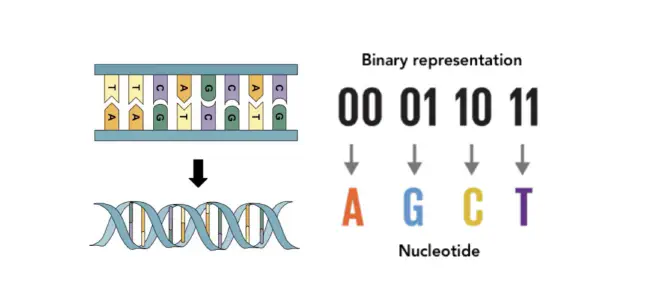 Binary representation
T T C A G C A C
A A G T C G T G
00 01 10 11
A G C T
Nucleotide